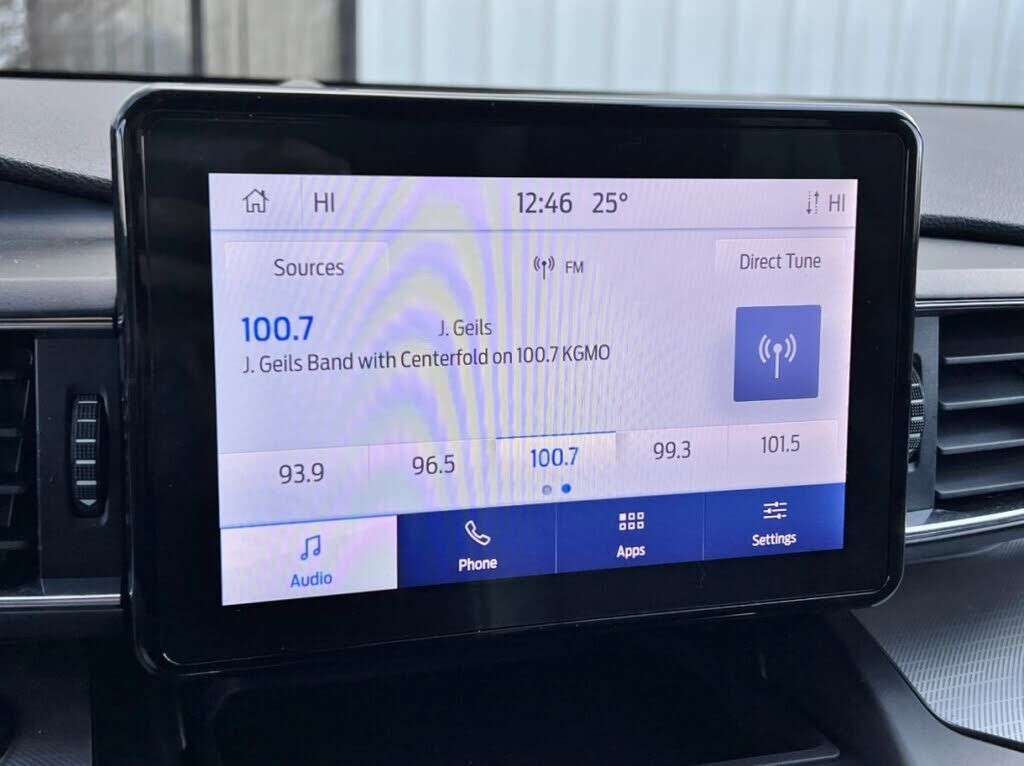 HI 12:46 25° HI
Sources FM Direct Tune
100.7 J. Geils
J. Geils Band with Centerfold on 100.7 KGMO
93.9 96.5 100.7 99.3 101.5
Audio Phone Apps Settings